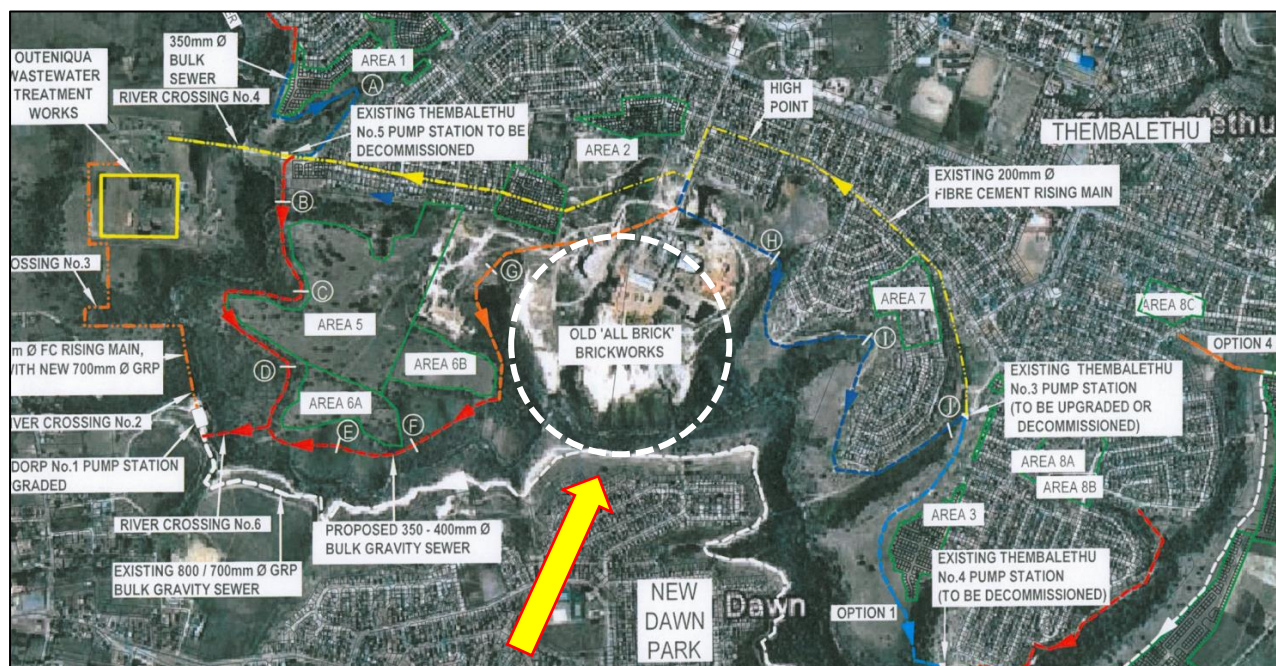 350mm Ø
BULK
SEWER
OUTENIQUA
WASTEWATER
TREATMENT
WORKS
RIVER CROSSING No.4
AREA 1
A
EXISTING THEMBALETHU
No.5 PUMP STATION TO BE
DECOMMISSIONED
AREA 2
HIGH
POINT
THEMBALETHU
EXISTING 200mm Ø
FIBRE CEMENT RISING MAIN
B
H
G
C
OSSING No.3
AREA 5
AREA 7
AREA 8C
OPTION 4
OLD 'ALL BRICK'
BRICKWORKS
I
m Ø FC RISING MAIN,
WITH NEW 700mm Ø GRP
D
AREA 6B
AREA 6A
EXISTING THEMBALETHU
No.3 PUMP STATION
(TO BE UPGRADED OR
DECOMMISSIONED)
J
IVER CROSSING No.2
E
F
DORP No.1 PUMP STATION
GRADED
AREA 8A
AREA 8B
RIVER CROSSING No.6
PROPOSED 350 - 400mm Ø
BULK GRAVITY SEWER
AREA 3
EXISTING 800 / 700mm Ø GRP
BULK GRAVITY SEWER
EXISTING THEMBALETHU
No.4 PUMP STATION
(TO BE DECOMMISSIONED)
NEW
DAWN
PARK
Dawn
OPTION 1